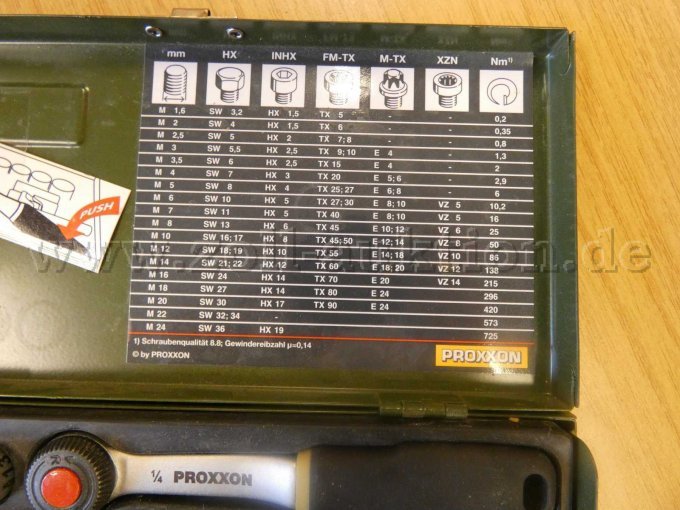 mm HX INHX FM-TX M-TX XZN Nm¹⁾
M 1,6 SW 3,2 HX 1,5 TX 5 - - 0,2
M 2 SW 4 HX 1,5 TX 6 - - 0,35
M 2,5 SW 5 HX 2 TX 7; 8 - - 0,8
M 3 SW 5,5 HX 2,5 TX 9; 10 E 4 - 1,3
M 3,5 SW 6 HX 2,5 TX 15 - - 2
M 4 SW 7 HX 3 TX 20 E 5; 6 - 2,9
M 5 SW 8 HX 4 TX 25; 27 E 6; 8 - 6
M 6 SW 10 HX 5 TX 27; 30 E 8; 10 VZ 5 10,2
M 7 SW 11 HX 5 TX 40 E 8; 10 VZ 5 16
M 8 SW 13 HX 6 TX 45 E 10; 12 VZ 6 25
M 10 SW 16; 17 HX 8 TX 45; 50 E 12; 14 VZ 8 50
M 12 SW 18; 19 HX 10 TX 55 E 14; 18 VZ 10 86
M 14 SW 21; 22 HX 12 TX 60 E 18; 20 VZ 12 138
M 16 SW 24 HX 14 TX 70 E 20 VZ 14 215
M 18 SW 27 HX 14 TX 80 E 24 296
M 20 SW 30 HX 17 TX 90 E 24 420
M 22 SW 32; 34 - 573
M 24 SW 36 HX 19 725
1) Schraubenqualität 8.8; Gewindereibzahl µ=0,14
© by PROXXON
PROXXON
PUSH
www.zoll-auktion.de
¼ PROXXON